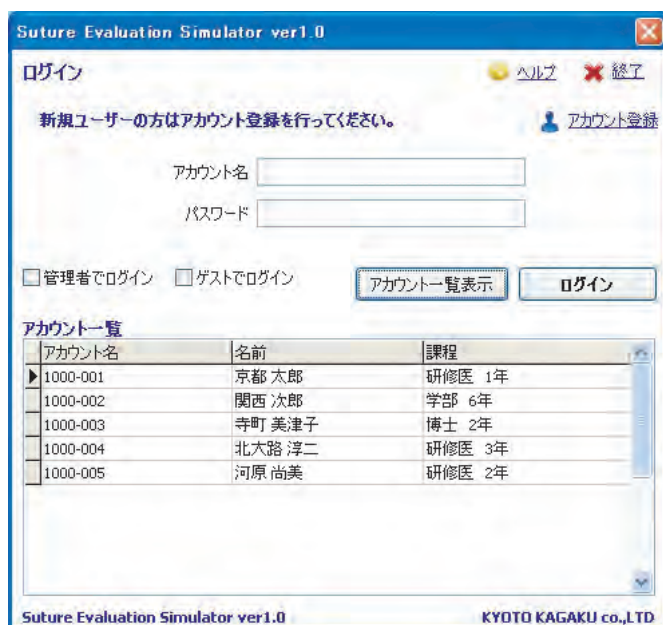 Suture Evaluation Simulator ver1.0
ログイン ヘルプ 終了
新規ユーザーの方はアカウント登録を行ってください。 アカウント登録
アカウント名
パスワード
管理者でログイン ゲストでログイン アカウント一覧表示 ログイン
アカウント一覧
アカウント名 名前 課程
1000-001 京都 太郎 研修医 1年
1000-002 関西 次郎 学部 6年
1000-003 寺町 美津子 博士 2年
1000-004 北大路 淳二 研修医 3年
1000-005 河原 尚美 研修医 2年
Suture Evaluation Simulator ver1.0 KYOTO KAGAKU co.,LTD